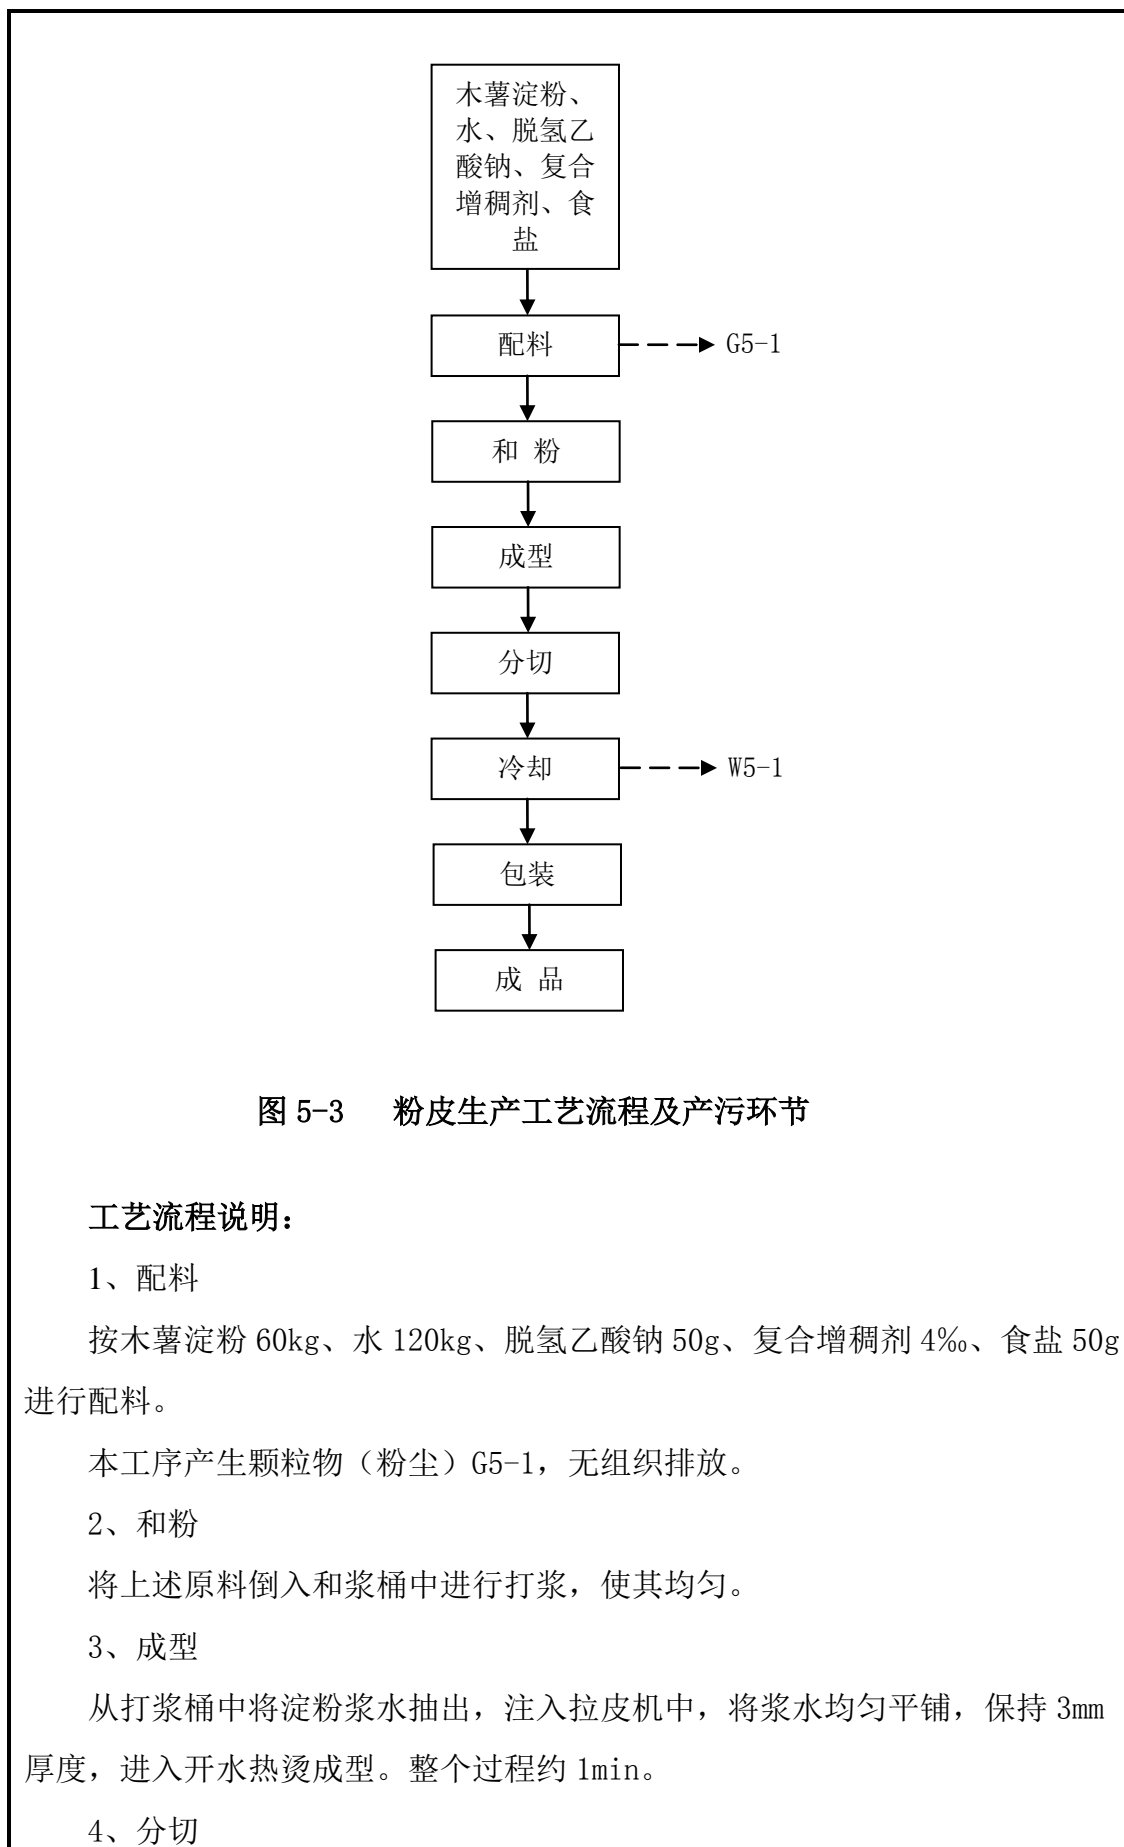 木薯淀粉、
水、脱氢乙
酸钠、复合
增稠剂、食
盐
配料
G5-1
和 粉
成型
分切
冷却
W5-1
包装
成 品
图 5-3 粉皮生产工艺流程及产污环节
工艺流程说明：
1、配料
按木薯淀粉 60kg、水 120kg、脱氢乙酸钠 50g、复合增稠剂 4‰、食盐 50g
进行配料。
本工序产生颗粒物（粉尘）G5-1，无组织排放。
2、和粉
将上述原料倒入和浆桶中进行打浆，使其均匀。
3、成型
从打浆桶中将淀粉浆水抽出，注入拉皮机中，将浆水均匀平铺，保持 3mm
厚度，进入开水热烫成型。整个过程约 1min。
4、分切